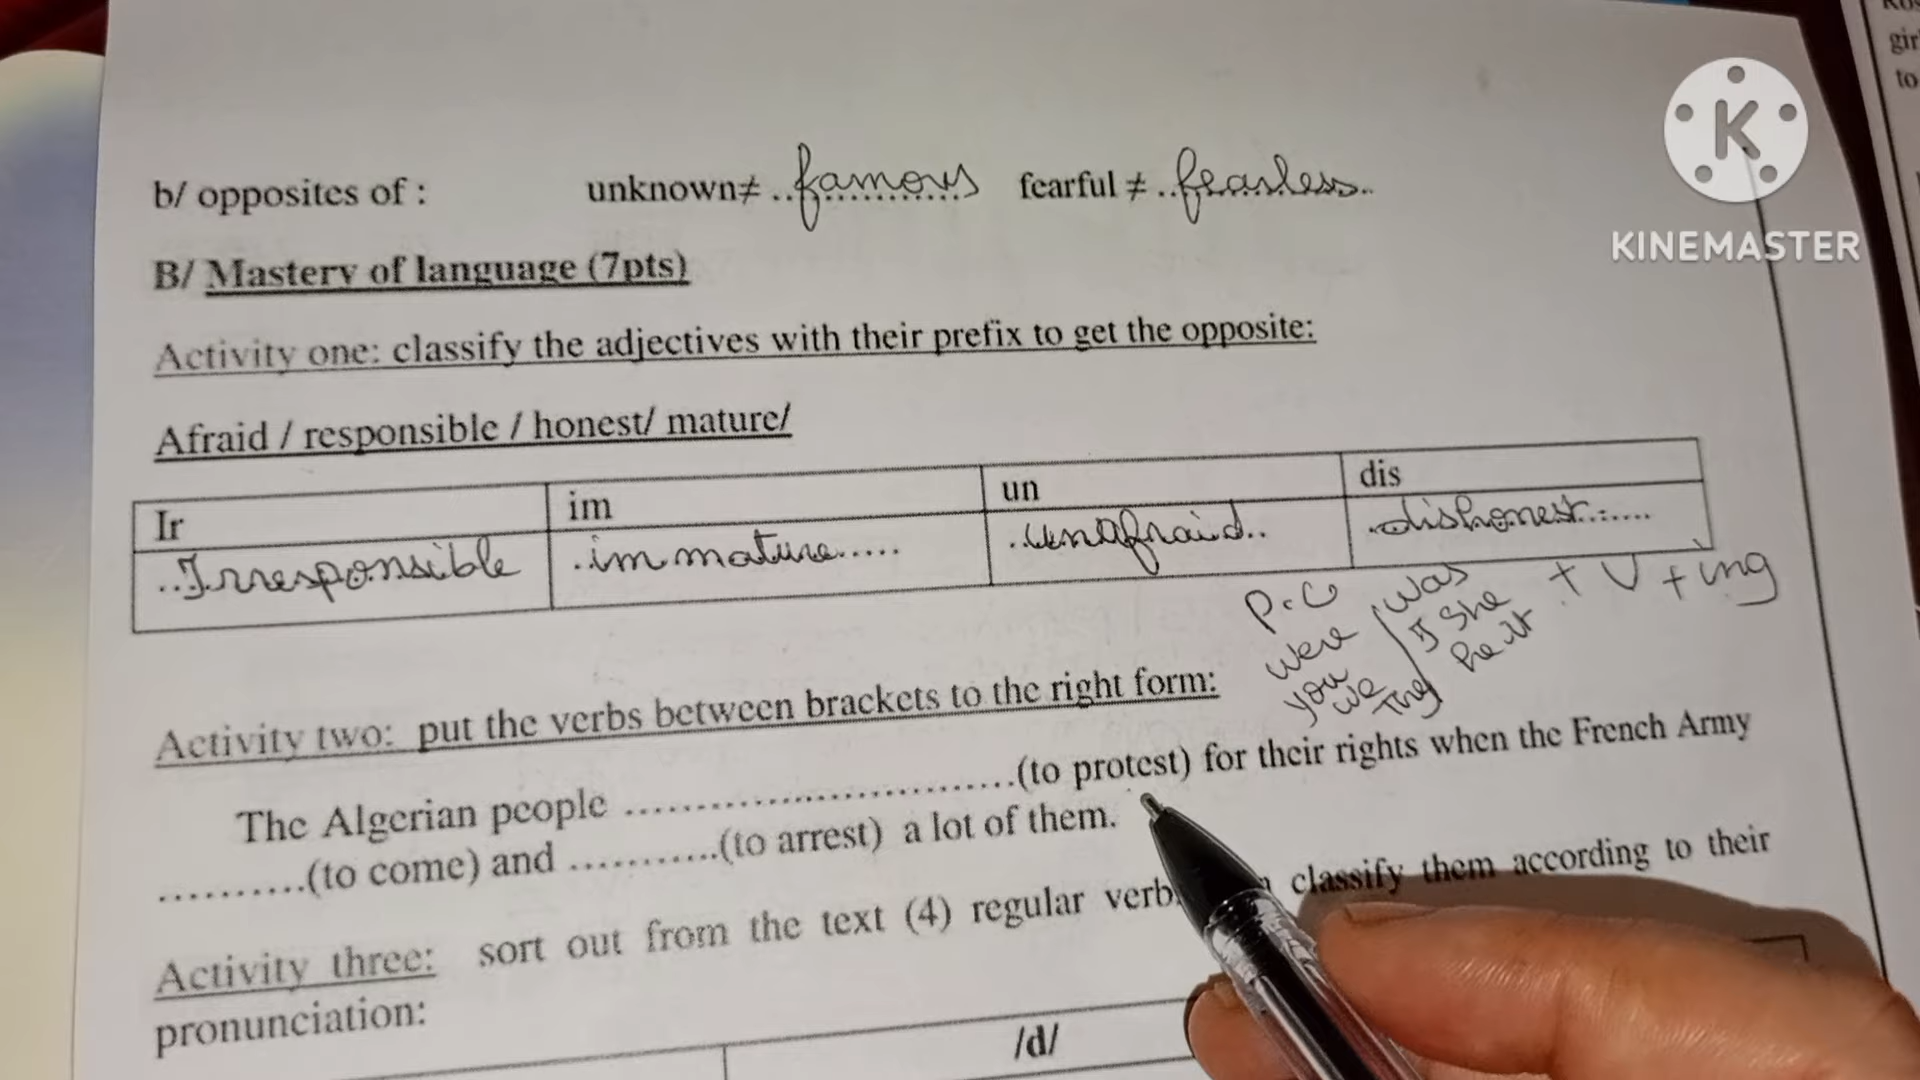 b/ opposites of : unknown≠ ..famous fearful ≠ ..fearless..
B/ Mastery of language (7pts)
Activity one: classify the adjectives with their prefix to get the opposite:
Afraid / responsible / honest/ mature/
Ir im un dis
..Irresponsible .immature..... .Unafraid.. .dishonest.......
P.C was + V + ing
were / I she
you he it
we
They
Activity two: put the verbs between brackets to the right form:
The Algerian people ..............................(to protest) for their rights when the French Army
..........(to come) and ...........(to arrest) a lot of them.
Activity three: sort out from the text (4) regular classify them according to their
pronunciation:
/d/
K
KINEMASTER
gir
to